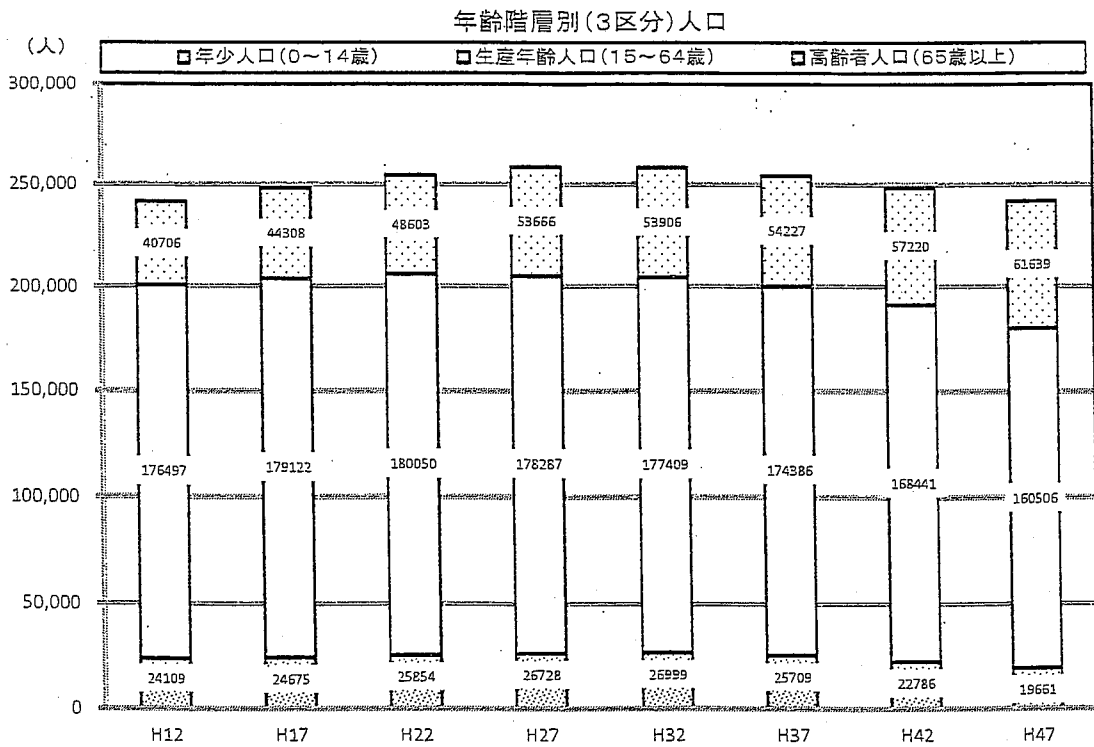 年齢階層別(3区分)人口
(人)
年少人口(0～14歳) 生産年齢人口(15～64歳) 高齢者人口(65歳以上)
300,000
250,000
200,000
150,000
100,000
50,000
0
40706 44308 48603 53666 53906 54227 57220 61639
176497 179122 180050 178287 177409 174386 168441 160506
24109 24675 25854 26728 26999 25709 22786 19661
H12 H17 H22 H27 H32 H37 H42 H47